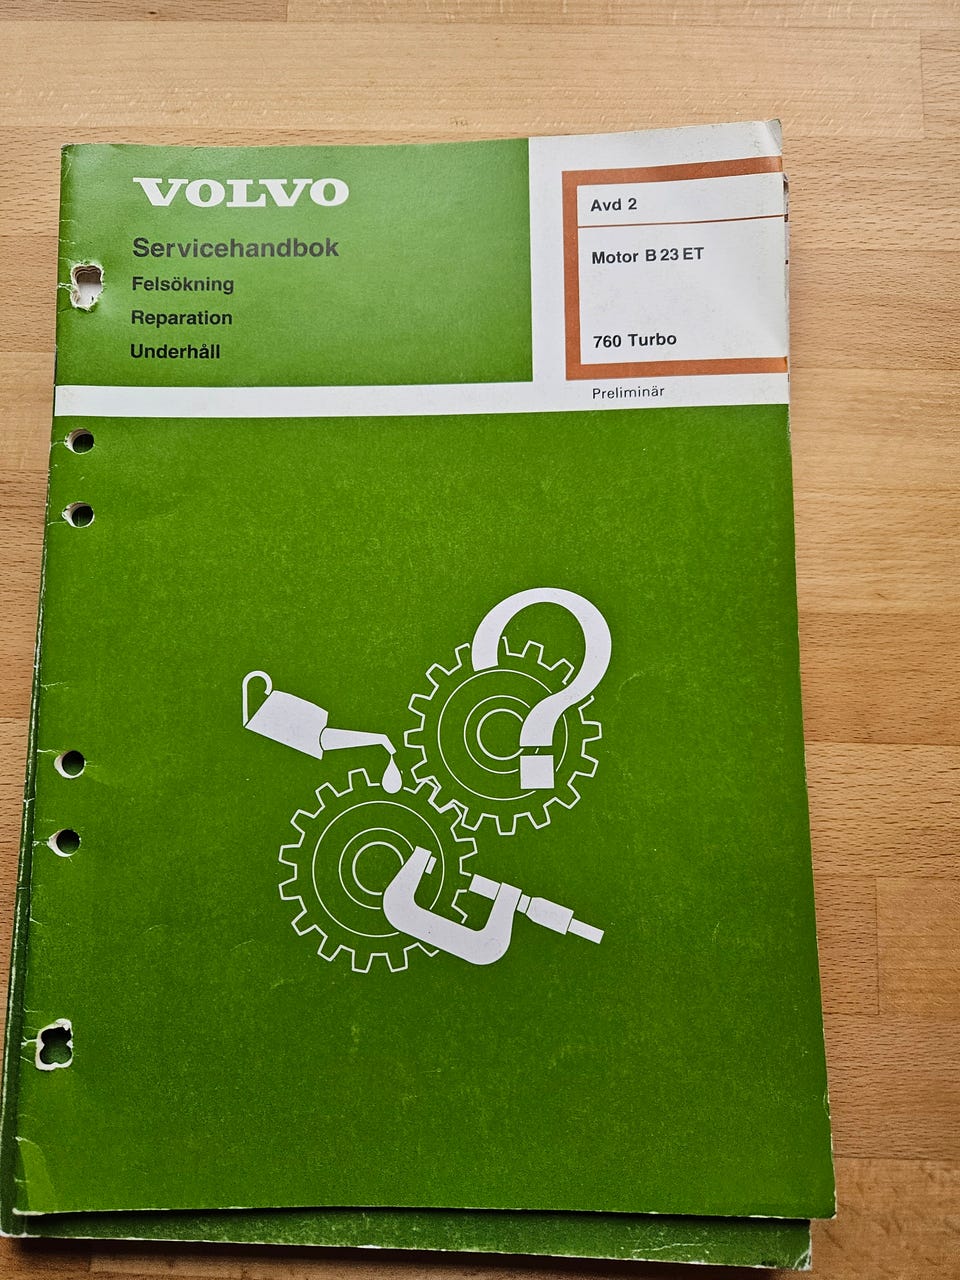 VOLVO
Servicehandbok
Felsökning
Reparation
Underhåll
Avd 2
Motor B 23 ET
760 Turbo
Preliminär